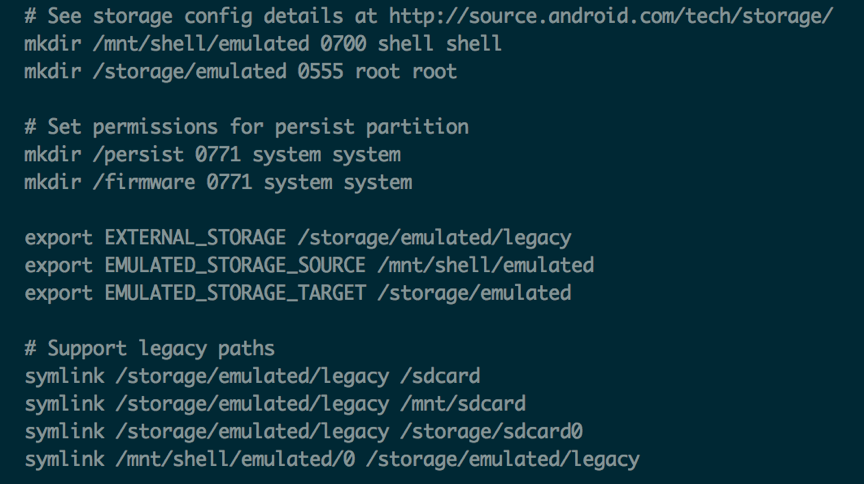 # See storage config details at http://source.android.com/tech/storage/
mkdir /mnt/shell/emulated 0700 shell shell
mkdir /storage/emulated 0555 root root
# Set permissions for persist partition
mkdir /persist 0771 system system
mkdir /firmware 0771 system system
export EXTERNAL_STORAGE /storage/emulated/legacy
export EMULATED_STORAGE_SOURCE /mnt/shell/emulated
export EMULATED_STORAGE_TARGET /storage/emulated
# Support legacy paths
symlink /storage/emulated/legacy /sdcard
symlink /storage/emulated/legacy /mnt/sdcard
symlink /storage/emulated/legacy /storage/sdcard0
symlink /mnt/shell/emulated/0 /storage/emulated/legacy